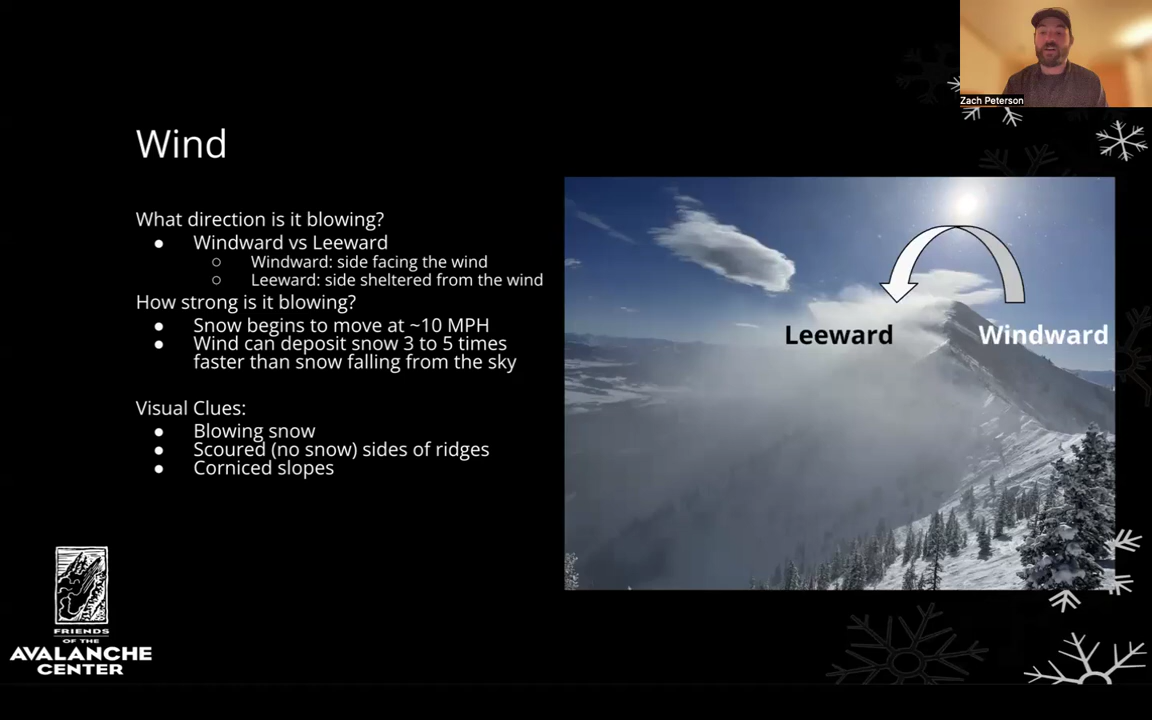 Zach Peterson
Wind
What direction is it blowing?
● Windward vs Leeward
○ Windward: side facing the wind
○ Leeward: side sheltered from the wind
How strong is it blowing?
● Snow begins to move at ~10 MPH
● Wind can deposit snow 3 to 5 times
faster than snow falling from the sky
Visual Clues:
● Blowing snow
● Scoured (no snow) sides of ridges
● Corniced slopes
Leeward
Windward
FRIENDS
OF THE
AVALANCHE
CENTER